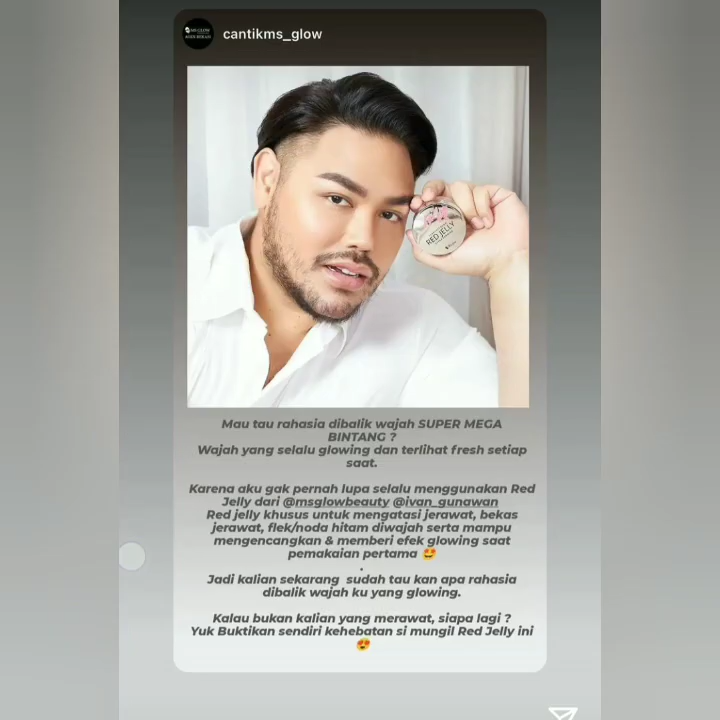 cantikms_glow
RED JELLY
Mau tau rahasia dibalik wajah SUPER MEGA
BINTANG ?
Wajah yang selalu glowing dan terlihat fresh setiap
saat.
Karena aku gak pernah lupa selalu menggunakan Red
Jelly dari @msglowbeauty @ivan_gunawan
Red jelly khusus untuk mengatasi jerawat, bekas
jerawat, flek/noda hitam diwajah serta mampu
mengencangkan & memberi efek glowing saat
pemakaian pertama 🤩
.
Jadi kalian sekarang sudah tau kan apa rahasia
dibalik wajah ku yang glowing.
Kalau bukan kalian yang merawat, siapa lagi ?
Yuk Buktikan sendiri kehebatan si mungil Red Jelly ini
😍